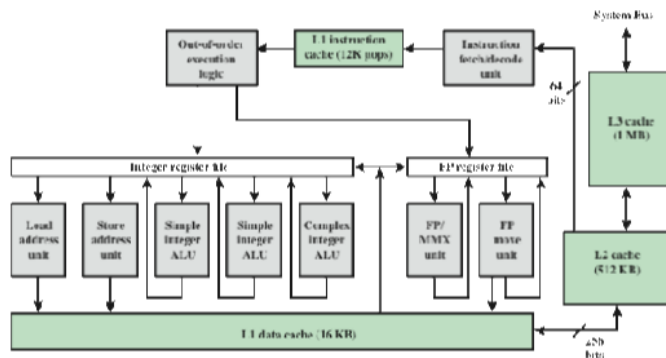 System Bus
Out-of-order
execution
logic
L1 instruction
cache (12K µops)
Instruction
fetch/decode
unit
64
bits
L3 cache
(1 MB)
Integer register file
FP register file
Load
address
unit
Store
address
unit
Simple
integer
ALU
Simple
integer
ALU
Complex
integer
ALU
FP/
MMX
unit
FP
move
unit
L2 cache
(512 KB)
L1 data cache (16 KB)
bits